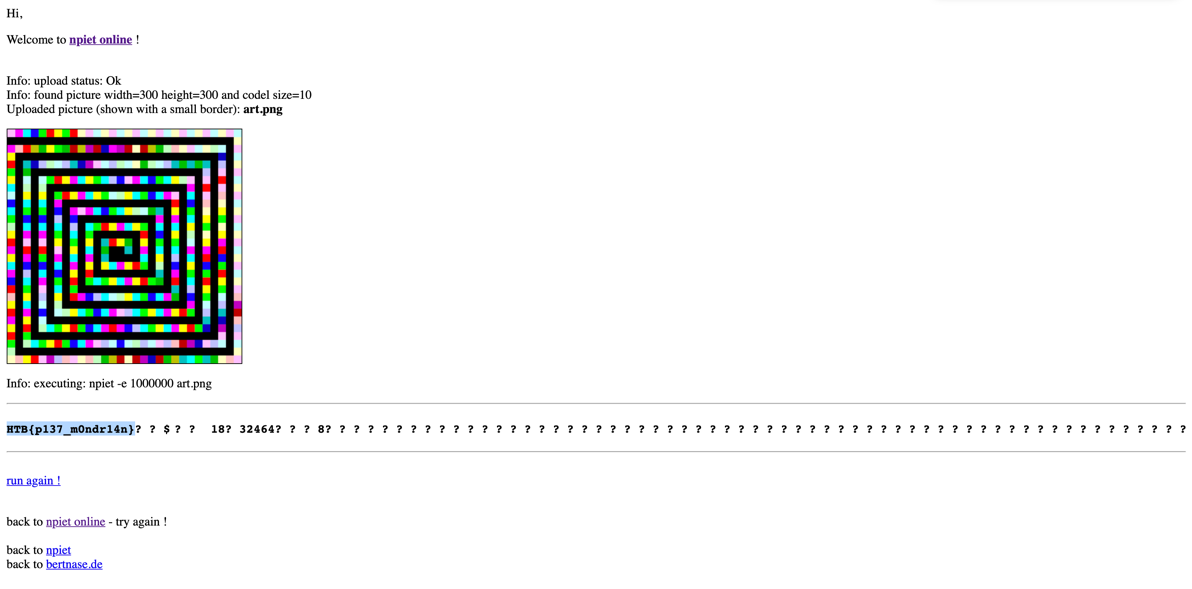 Hi,
Welcome to npiet online !
Info: upload status: Ok
Info: found picture width=300 height=300 and codel size=10
Uploaded picture (shown with a small border): art.png
Info: executing: npiet -e 1000000 art.png
HTB{p137_m0ndr14n}? ? $ ? ? 18? 32464? ? ? 8? ? ? ? ? ? ? ? ? ? ? ? ? ? ? ? ? ? ? ? ? ? ? ? ? ? ? ? ? ? ? ? ? ? ? ? ? ? ? ? ? ? ? ? ? ? ? ? ? ? ? ? ? ? ? ? ? ? ? ?
run again !
back to npiet online - try again !
back to npiet
back to bertnase.de